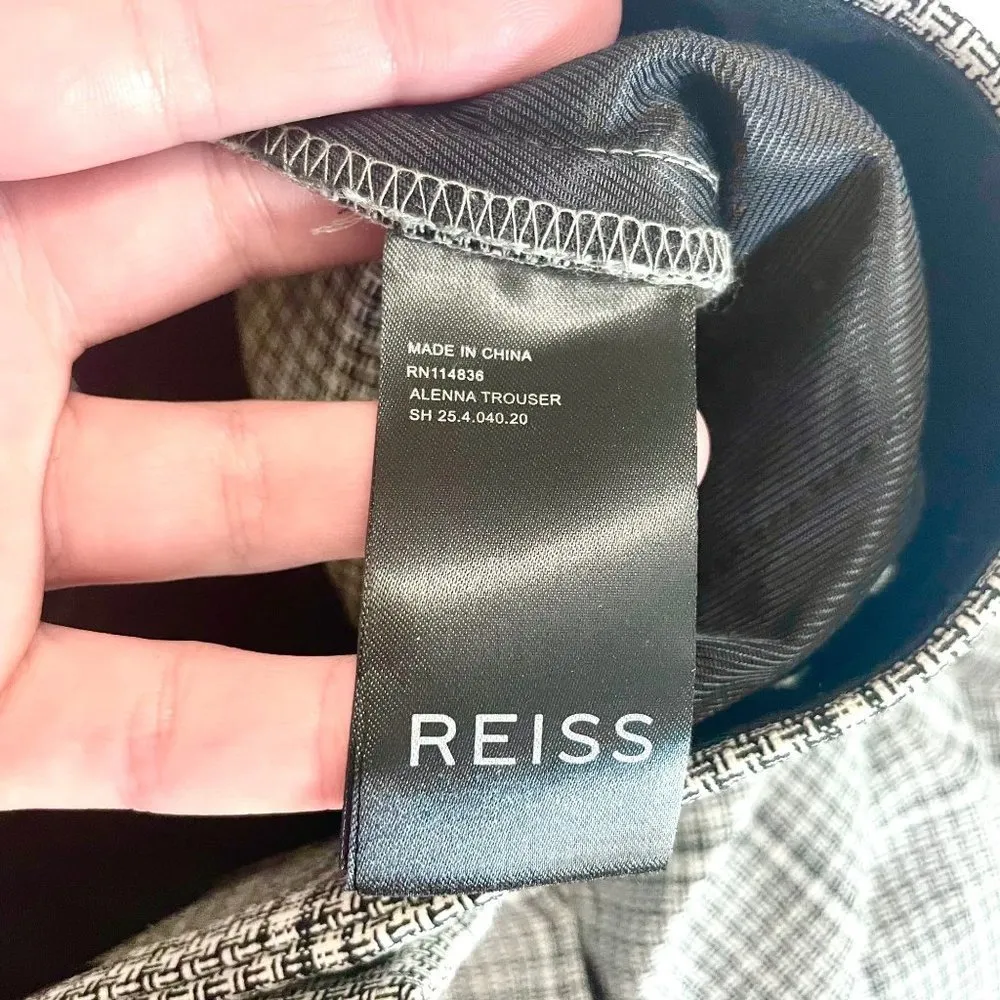 MADE IN CHINA
RN114836
ALENNA TROUSER
SH 25.4.040.20
REISS